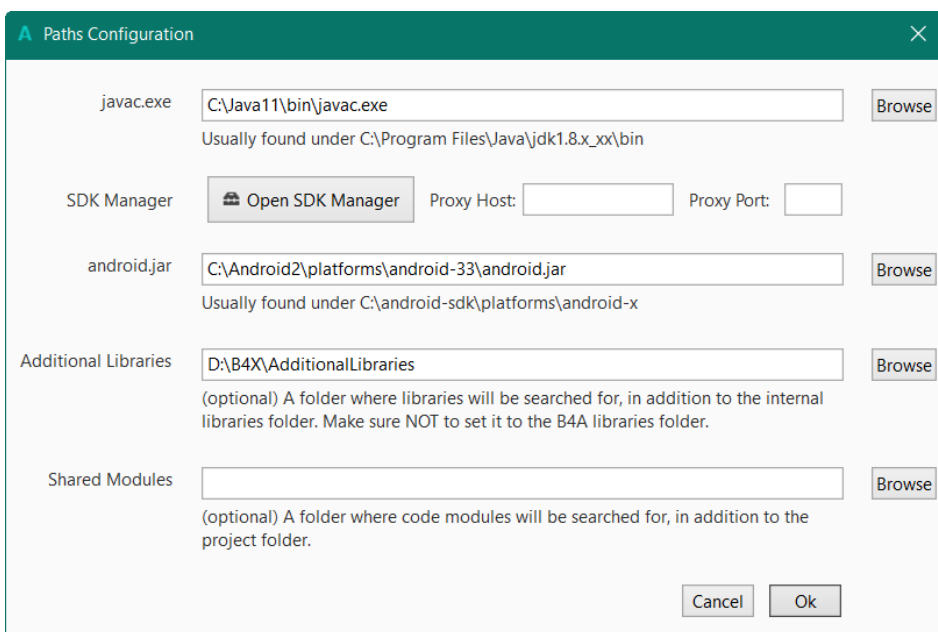 A Paths Configuration
javac.exe C:\Java11\bin\javac.exe Browse
Usually found under C:\Program Files\Java\jdk1.8.x_xx\bin
SDK Manager Open SDK Manager Proxy Host: Proxy Port:
android.jar C:\Android2\platforms\android-33\android.jar Browse
Usually found under C:\android-sdk\platforms\android-x
Additional Libraries D:\B4X\AdditionalLibraries Browse
(optional) A folder where libraries will be searched for, in addition to the internal
libraries folder. Make sure NOT to set it to the B4A libraries folder.
Shared Modules Browse
(optional) A folder where code modules will be searched for, in addition to the
project folder.
Cancel Ok